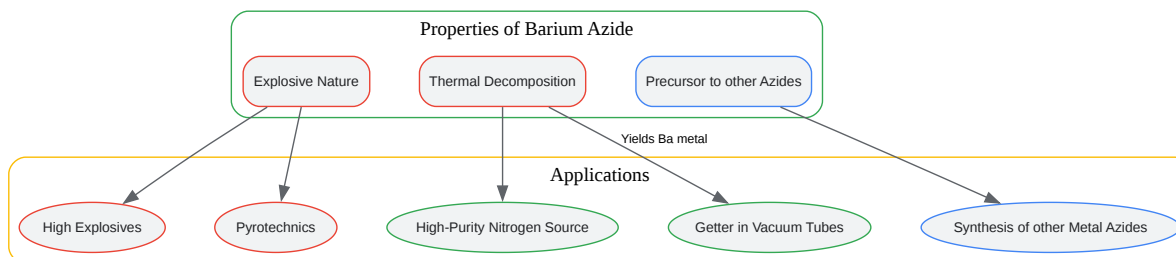 Properties of Barium Azide
Explosive Nature
Thermal Decomposition
Precursor to other Azides
Yields Ba metal
Applications
High Explosives
Pyrotechnics
High-Purity Nitrogen Source
Getter in Vacuum Tubes
Synthesis of other Metal Azides